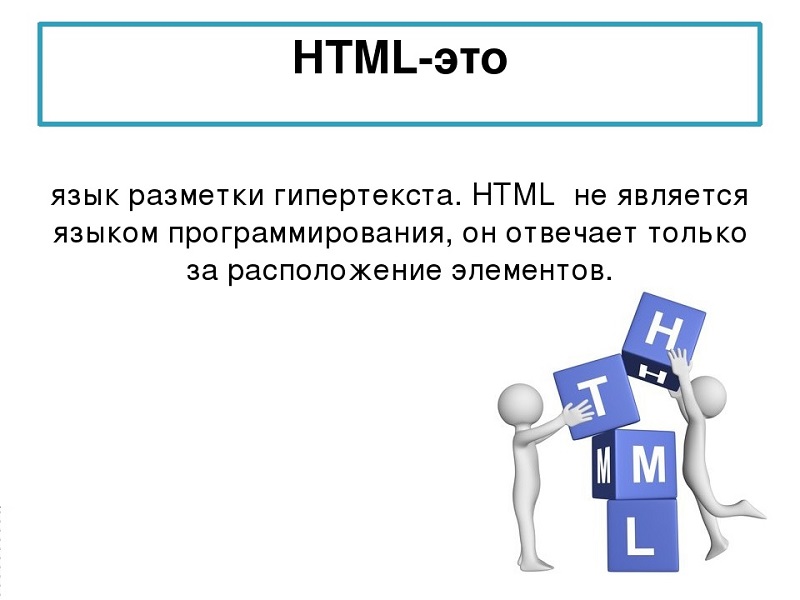 HTML-это
язык разметки гипертекста. HTML не является
языком программирования, он отвечает только
за расположение элементов.
H
H
T
M M
L